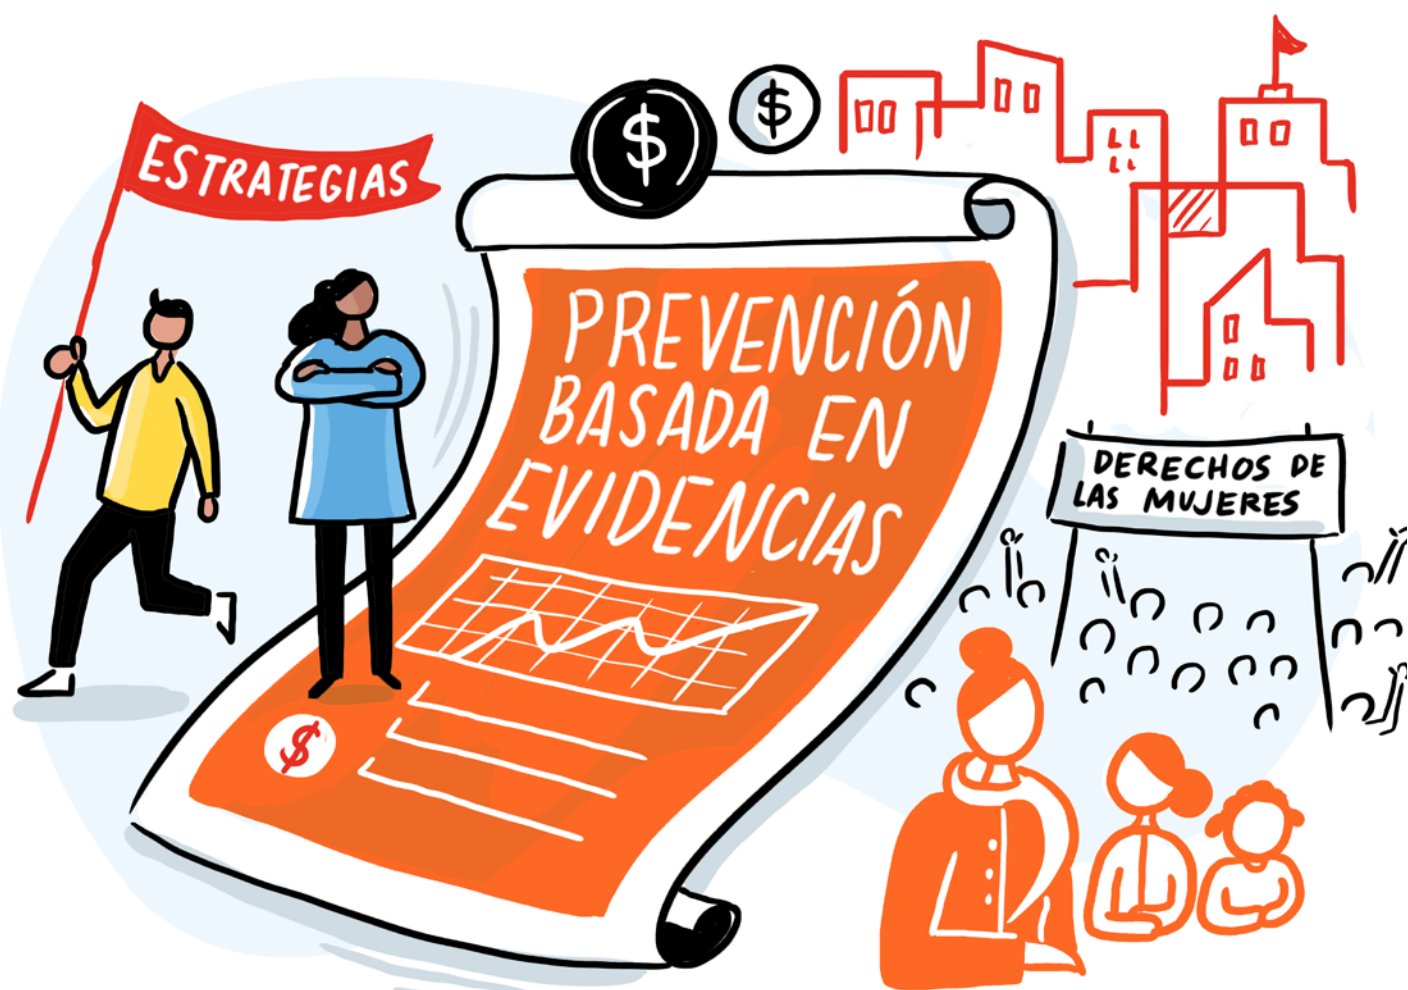 ESTRATEGIAS
$
$
PREVENCIÓN
BASADA EN
EVIDENCIAS
$
DERECHOS DE
LAS MUJERES